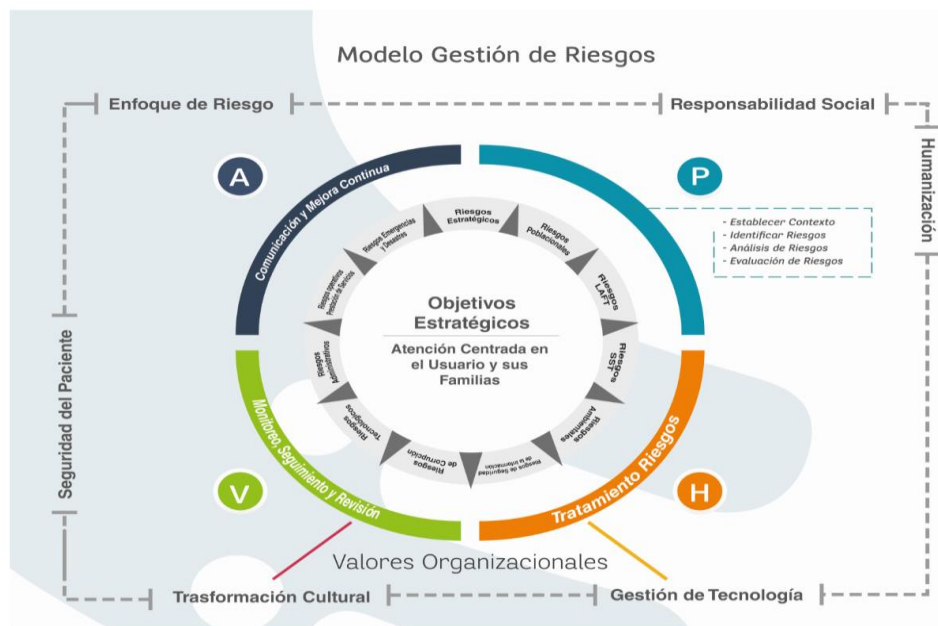 Modelo Gestión de Riesgos
Enfoque de Riesgo
Responsabilidad Social
Humanización
Seguridad del Paciente
A
P
Comunicación y Mejora Continua
- Establecer Contexto
- Identificar Riesgos
- Análisis de Riesgos
- Evaluación de Riesgos
Riesgos
Estratégicos
Riesgos
Poblacionales
Riesgos
LAFT
Riesgos
SST
Riesgos
Ambientales
Riesgos de Seguridad
de la Información
Riesgos
de Corrupción
Riesgos
Tecnológicos
Riesgos
Administrativos
Riesgos operativos
Prestación de Servicios
Riesgos Emergencias
y Desastres
Objetivos
Estratégicos
Atención Centrada en
el Usuario y sus
Familias
V
H
Monitoreo, Seguimiento y Revisión
Tratamiento Riesgos
Valores Organizacionales
Trasformación Cultural
Gestión de Tecnología